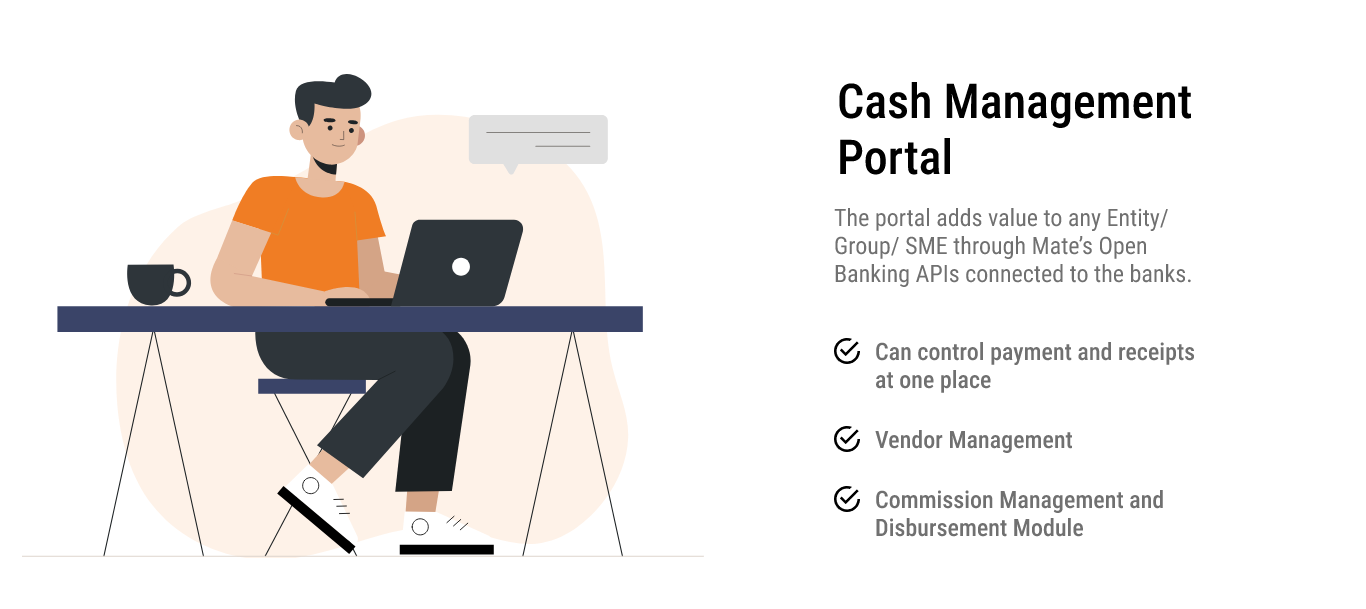 Cash Management
Portal
The portal adds value to any Entity/
Group/ SME through Mate’s Open
Banking APIs connected to the banks.
Can control payment and receipts
at one place
Vendor Management
Commission Management and
Disbursement Module